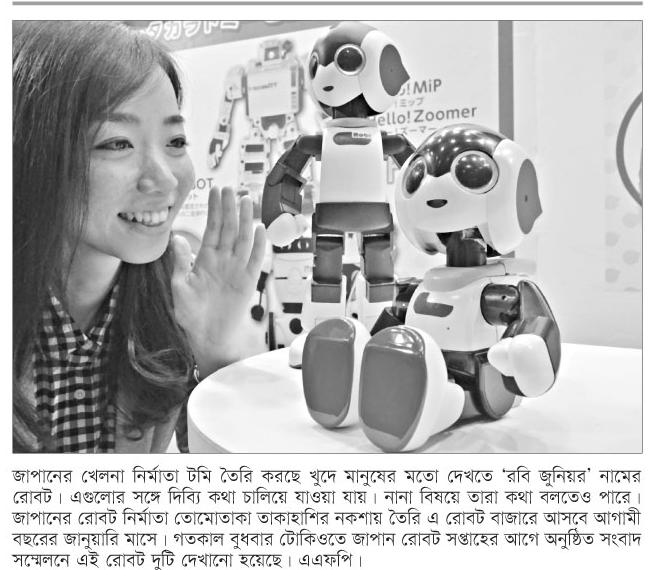 !MiP
!ミップ
Hello! Zoomer
!ズーマー
BOT
Robi
জাপানের খেলনা নির্মাতা টমি তৈরি করছে খুদে মানুষের মতো দেখতে ‘রবি জুনিয়র’ নামের
রোবট। এগুলোর সঙ্গে দিব্যি কথা চালিয়ে যাওয়া যায়। নানা বিষয়ে তারা কথা বলতেও পারে।
জাপানের রোবট নির্মাতা তোমোতাকা তাকাহাশির নকশায় তৈরি এ রোবট বাজারে আসবে আগামী
বছরের জানুয়ারি মাসে। গতকাল বুধবার টোকিওতে জাপান রোবট সপ্তাহের আগে অনুষ্ঠিত সংবাদ
সম্মেলনে এই রোবট দুটি দেখানো হয়েছে। এএফপি।